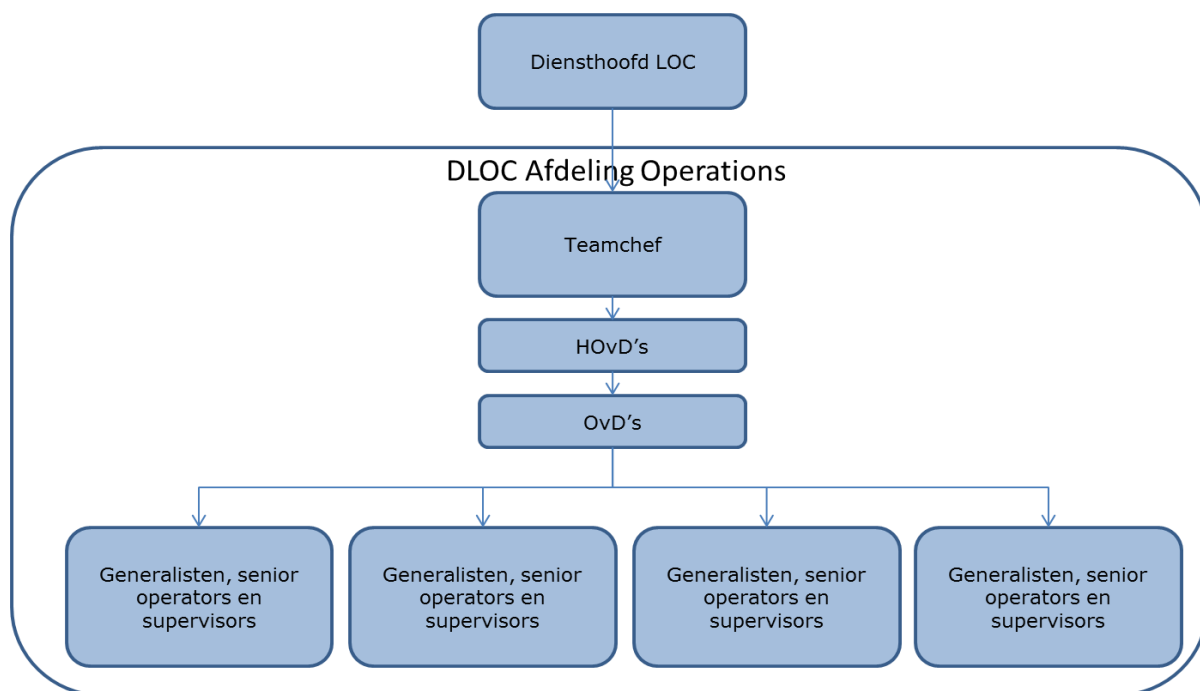 Diensthoofd LOC
DLOC Afdeling Operations
Teamchef
HOvD’s
OvD’s
Generalisten, senior
operators en
supervisors
Generalisten, senior
operators en
supervisors
Generalisten, senior
operators en
supervisors
Generalisten, senior
operators en
supervisors